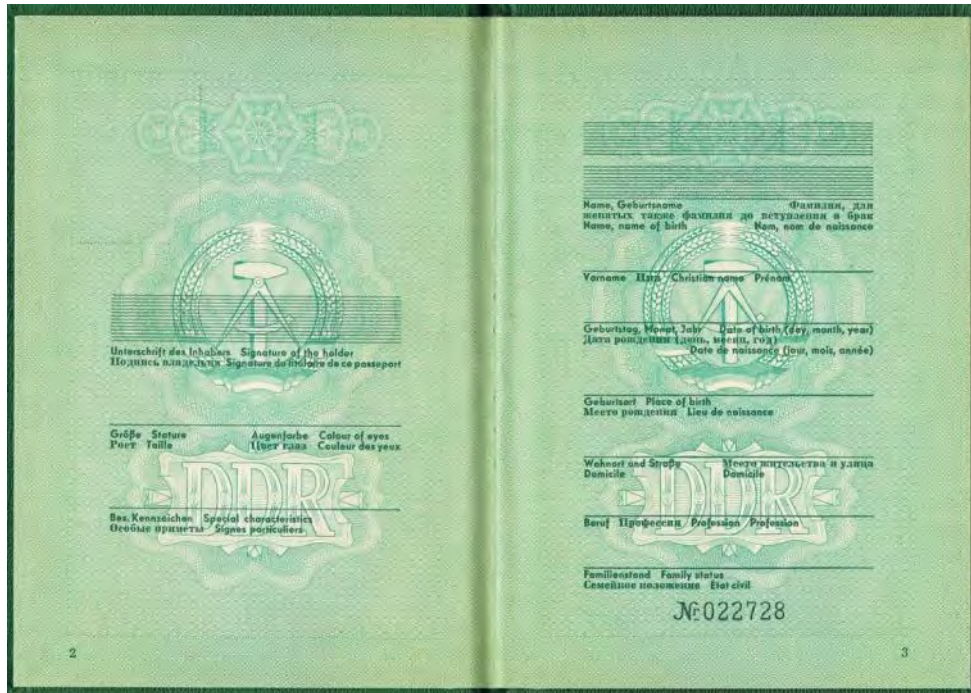 Unterschrift des Inhabers Signature of the holder
Подпись владельца Signature du titulaire de ce passeport
Größe Stature Augenfarbe Colour of eyes
Рост Taille Цвет глаз Couleur des yeux
Bes. Kennzeichen Special characteristics
Особые приметы Signes particuliers
DDR
2
Name, Geburtsname Фамилия, для
женатых также фамилия до вступления в брак
Name, name of birth Nom, nom de naissance
Vorname Имя Christian name Prénom
Geburtstag, Monat, Jahr Date of birth (day, month, year)
Дата рождения (день, месяц, год)
Date de naissance (jour, mois, année)
Geburtsort Place of birth
Место рождения Lieu de naissance
Wohnort und Straße Место жительства и улица
Domicile Domicile
DDR
Beruf Профессия Profession Profession
Familienstand Family status
Семейное положение Etat civil
№ 022728
3